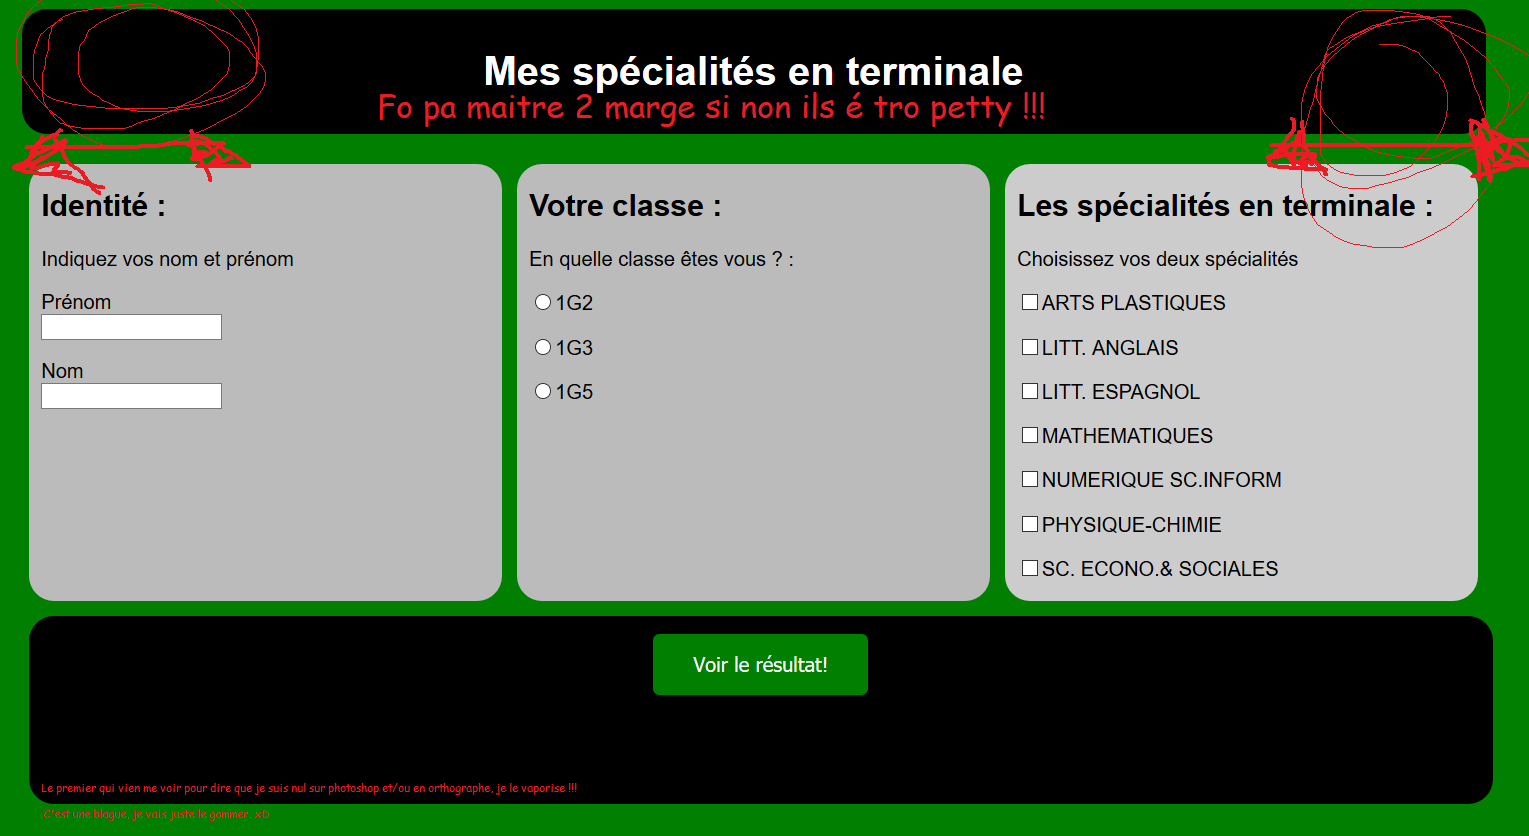 Mes spécialités en terminale
Fo pa maitre 2 marge si non ils é tro petty !!!
Identité :
Indiquez vos nom et prénom
Prénom
Nom
Votre classe :
En quelle classe êtes vous ? :
1G2
1G3
1G5
Les spécialités en terminale :
Choisissez vos deux spécialités
ARTS PLASTIQUES
LITT. ANGLAIS
LITT. ESPAGNOL
MATHEMATIQUES
NUMERIQUE SC.INFORM
PHYSIQUE-CHIMIE
SC. ECONO.& SOCIALES
Voir le résultat!
Le premier qui vien me voir pour dire que je suis nul sur photoshop et/ou en orthographe, je le vaporise !!!
C'est une blague, je vais juste le gommer. xD